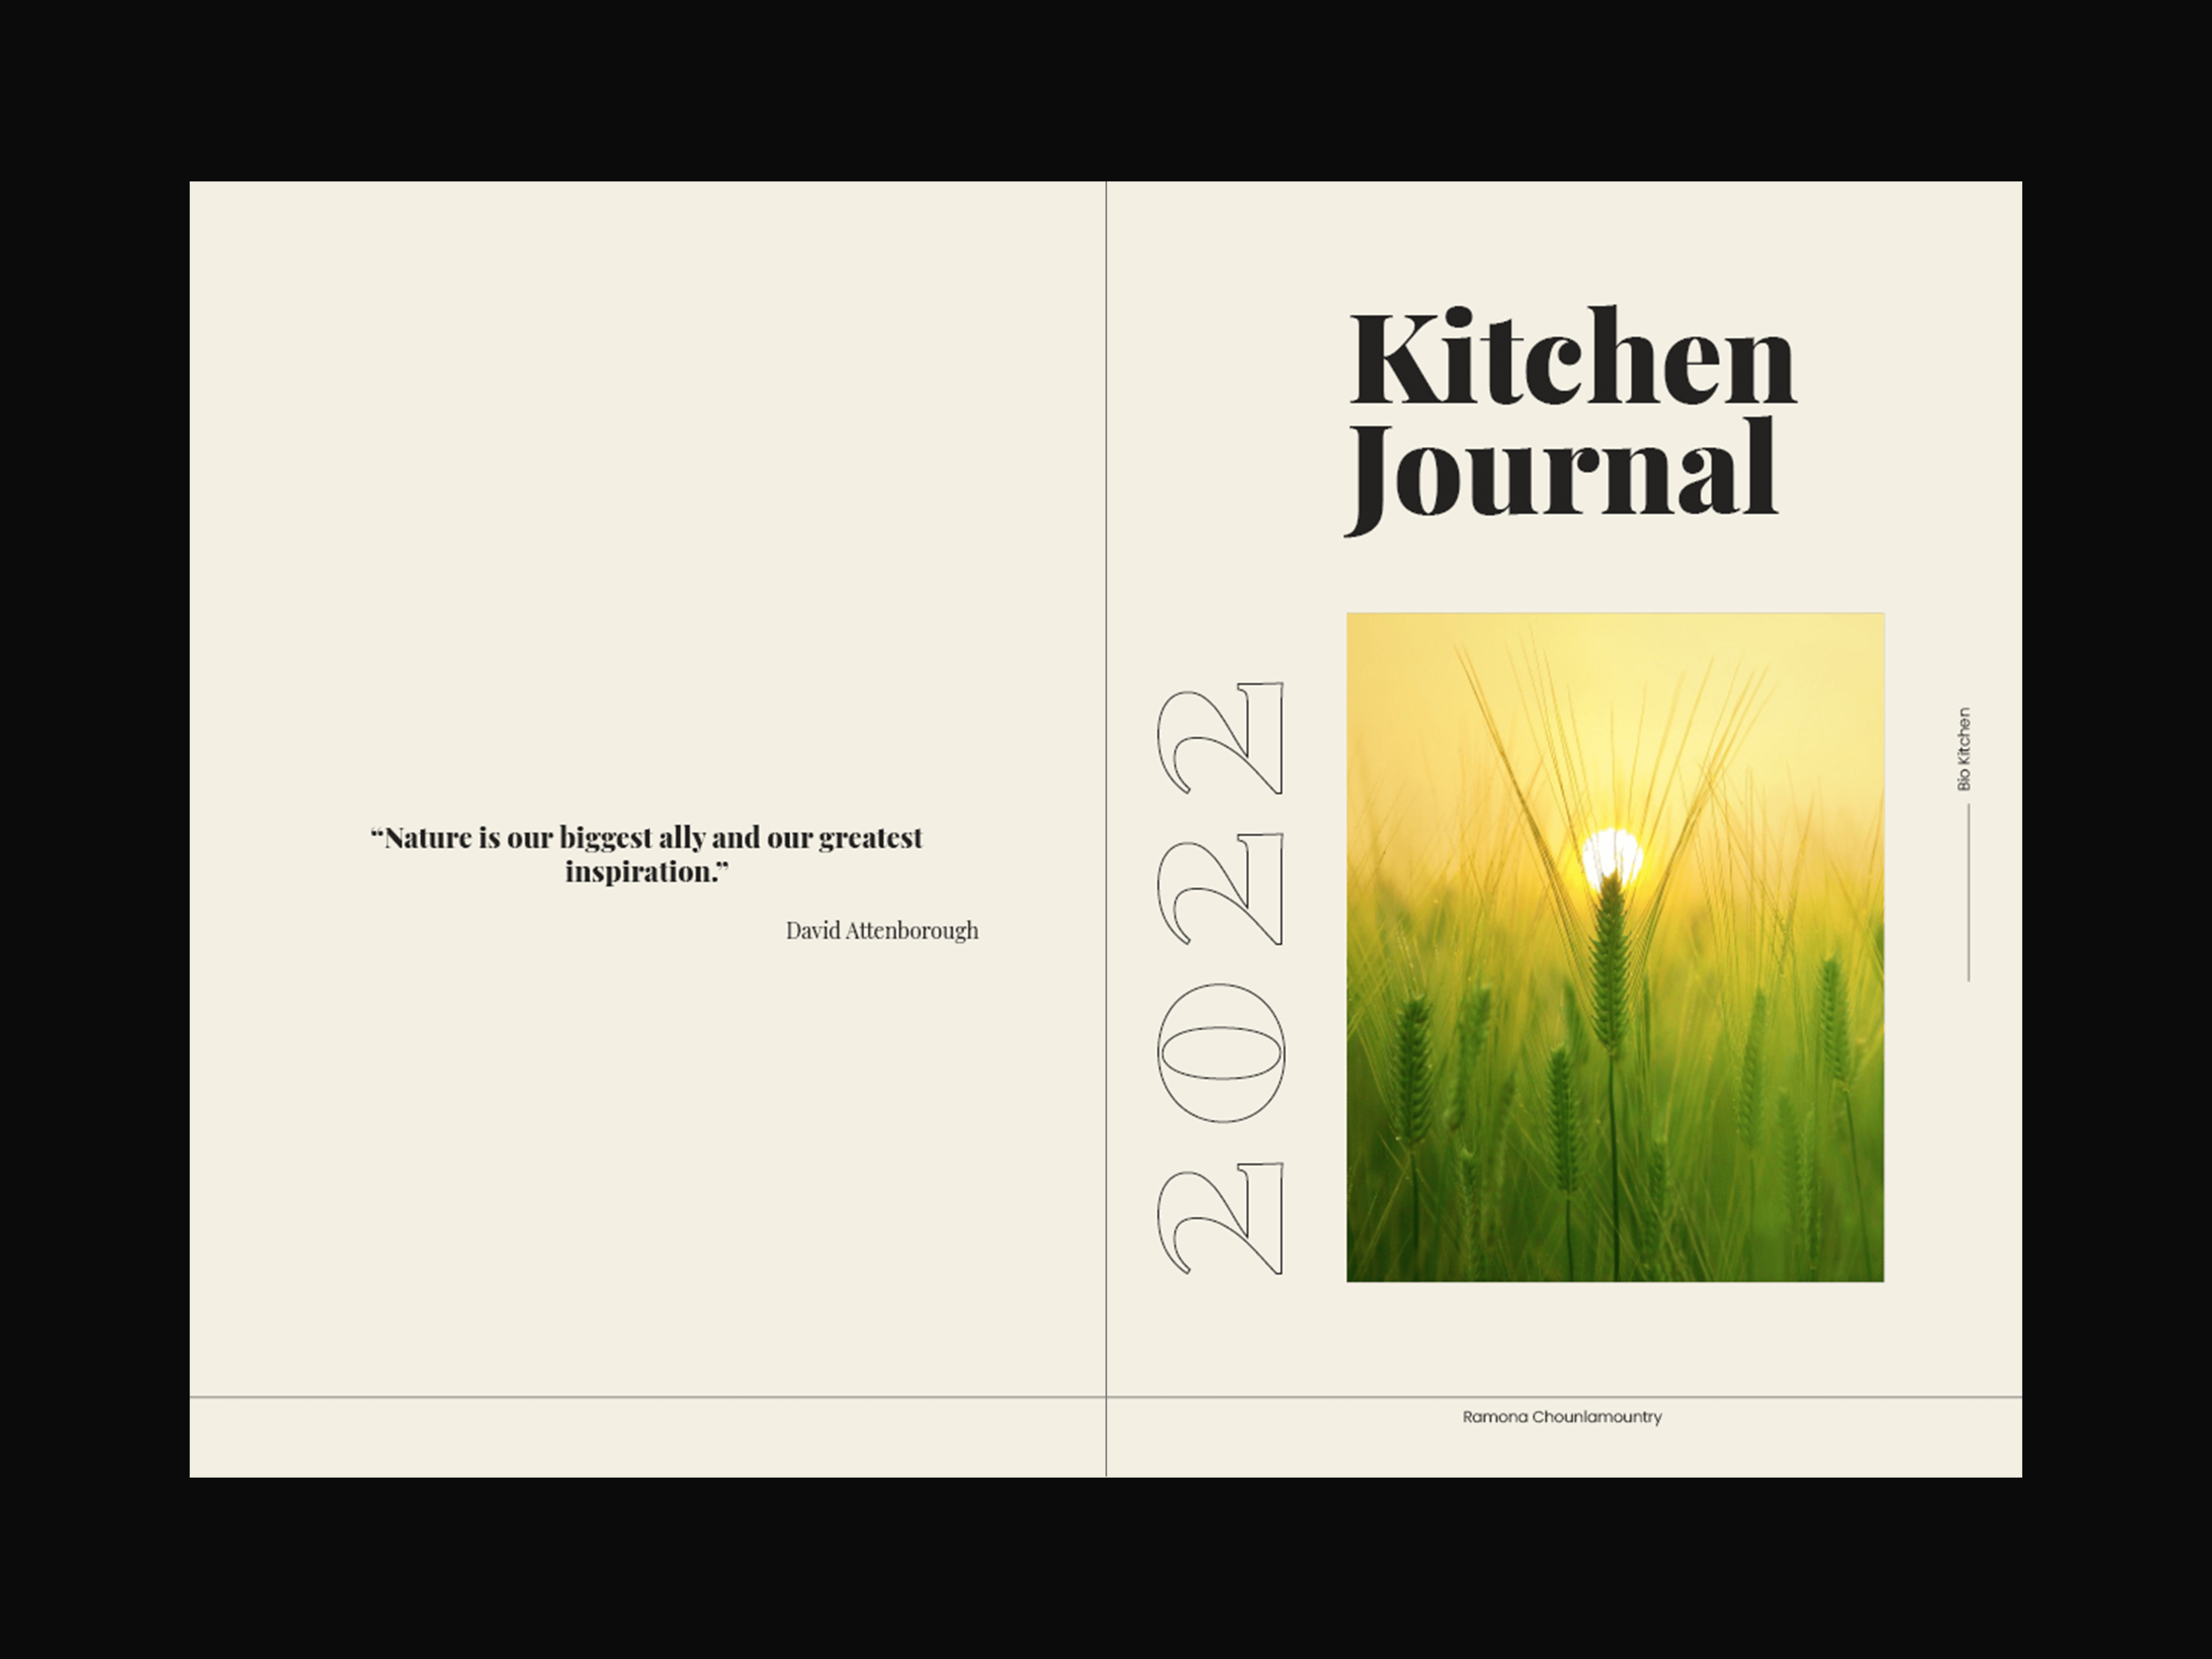 “Nature is our biggest ally and our greatest
inspiration.”
David Attenborough
Kitchen
Journal
2022
Bio Kitchen
Ramona Chounlamountry